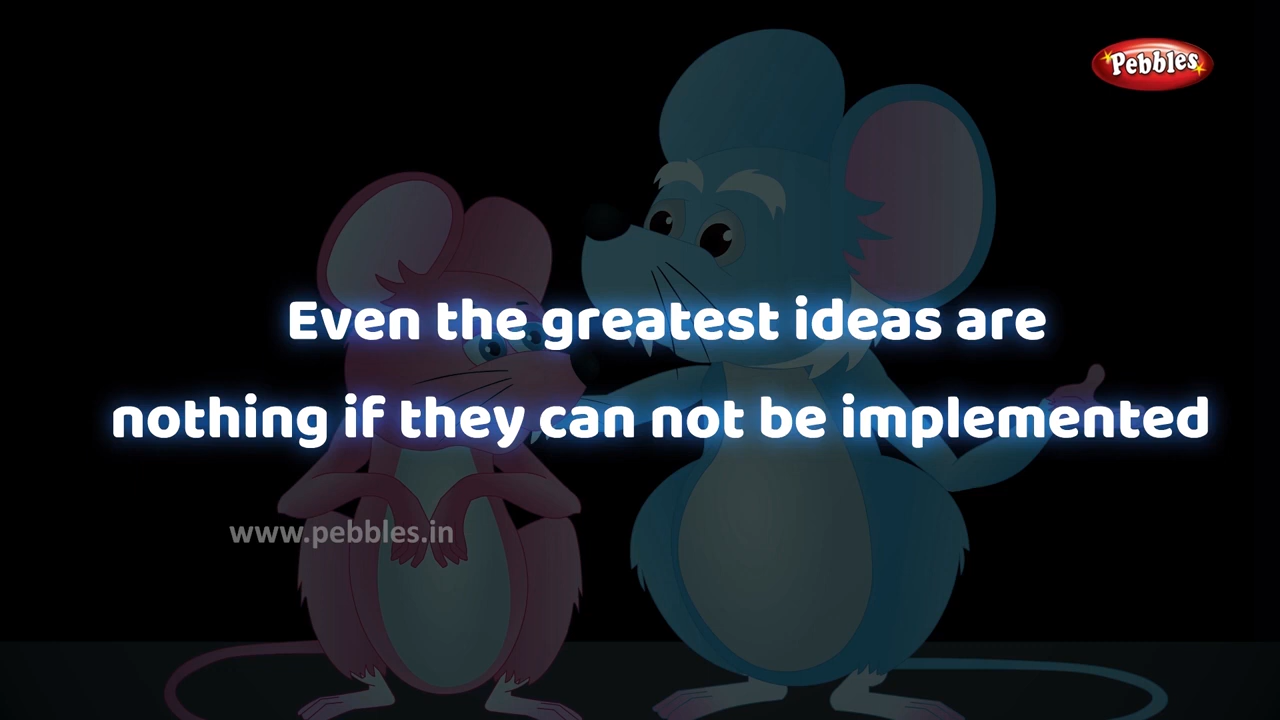 Pebbles
Even the greatest ideas are
nothing if they can not be implemented
www.pebbles.in